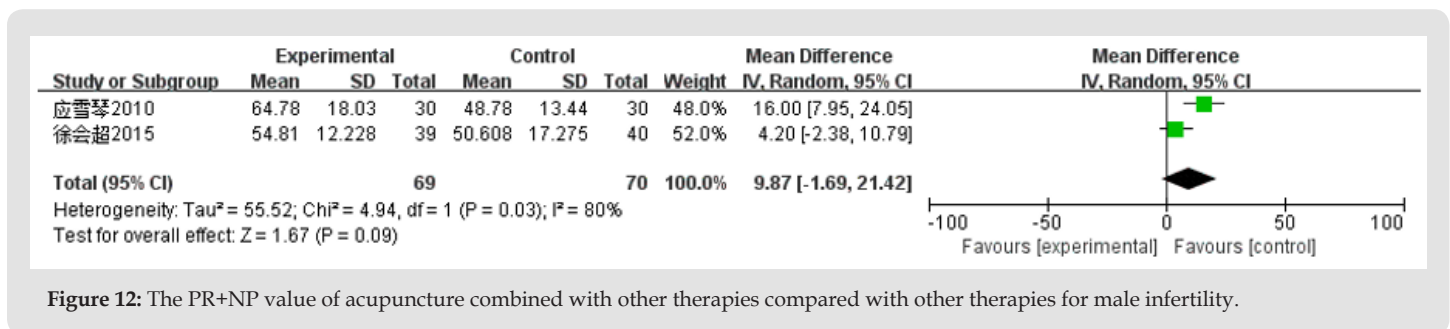 Experimental Control Mean Difference Mean Difference
Study or Subgroup Mean SD Total Mean SD Total Weight IV, Random, 95% CI IV, Random, 95% CI
应雪琴2010 64.78 18.03 30 48.78 13.44 30 48.0% 16.00 [7.95, 24.05]
徐会超2015 54.81 12.228 39 50.608 17.275 40 52.0% 4.20 [-2.38, 10.79]
Total (95% CI) 69 70 100.0% 9.87 [-1.69, 21.42]
Heterogeneity: Tau² = 55.52; Chi² = 4.94, df = 1 (P = 0.03); I² = 80%
Test for overall effect: Z = 1.67 (P = 0.09)
-100 -50 0 50 100
Favours [experimental] Favours [control]
Figure 12: The PR+NP value of acupuncture combined with other therapies compared with other therapies for male infertility.